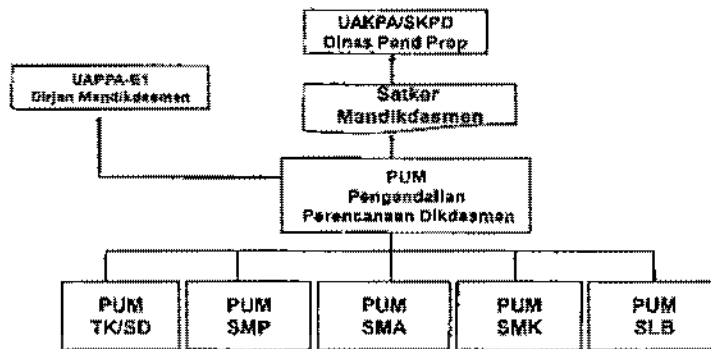 UAKPA/SKPD
Dinas Pend Prop
UAPPA-E1
Dirjen Mandikdasmen
Satker
Mandikdasmen
PUM
Pengendalian
Perencanaan Dikdasmen
PUM
TK/SD
PUM
SMP
PUM
SMA
PUM
SMK
PUM
SLB